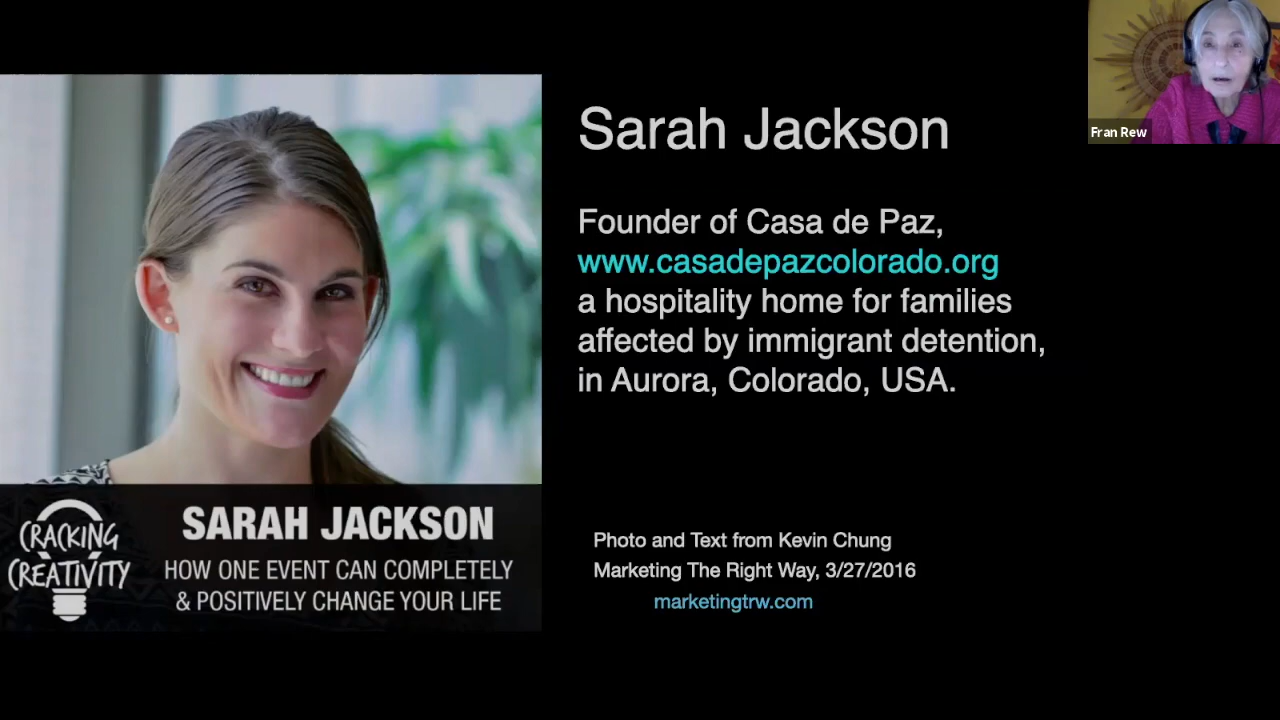 Sarah Jackson
Founder of Casa de Paz,
www.casadepazcolorado.org
a hospitality home for families
affected by immigrant detention,
in Aurora, Colorado, USA.
Photo and Text from Kevin Chung
Marketing The Right Way, 3/27/2016
marketingtrw.com
CRACKING
CREATIVITY
SARAH JACKSON
HOW ONE EVENT CAN COMPLETELY
& POSITIVELY CHANGE YOUR LIFE
Fran Rew